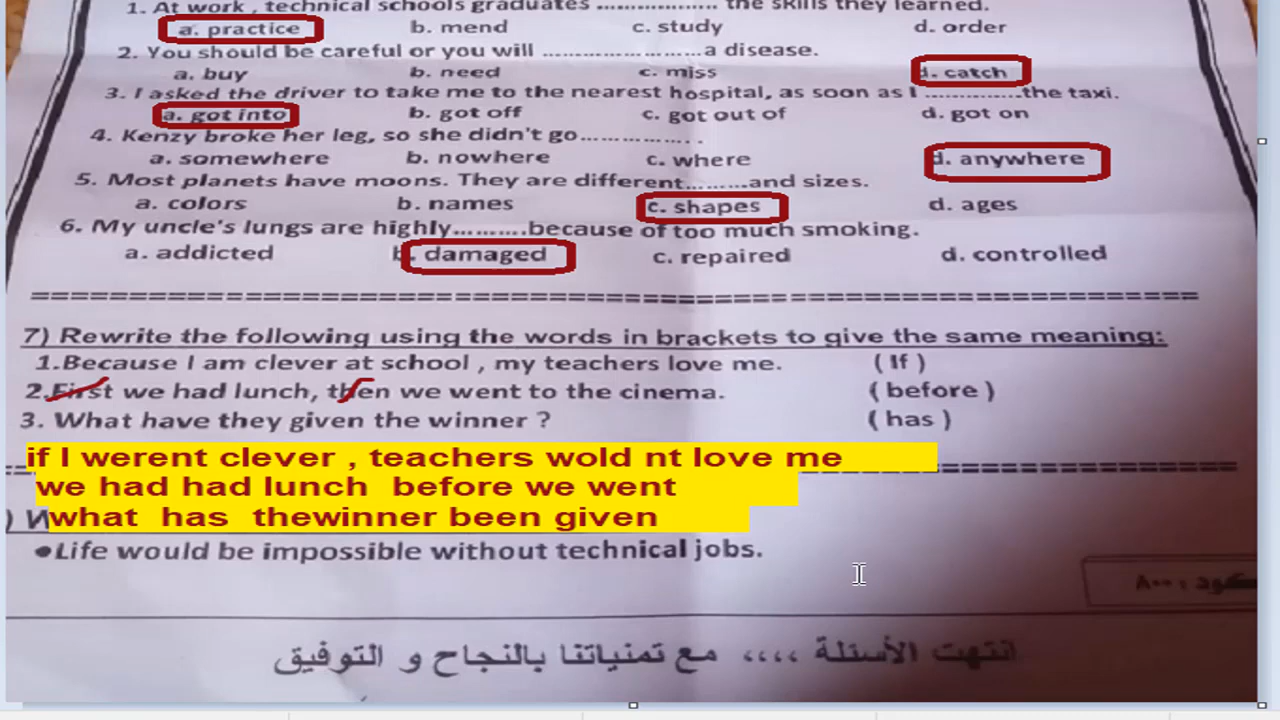 1. At work , technical schools graduates .................. the skills they learned.
a. practice b. mend c. study d. order
2. You should be careful or you will ........................a disease.
a. buy b. need c. miss d. catch
3. I asked the driver to take me to the nearest hospital, as soon as I ...............the taxi.
a. got into b. got off c. got out of d. got on
4. Kenzy broke her leg, so she didn't go............... .
a. somewhere b. nowhere c. where d. anywhere
5. Most planets have moons. They are different.........and sizes.
a. colors b. names c. shapes d. ages
6. My uncle's lungs are highly..........because of too much smoking.
a. addicted b. damaged c. repaired d. controlled
7) Rewrite the following using the words in brackets to give the same meaning:
1.Because I am clever at school , my teachers love me. ( If )
2.First we had lunch, then we went to the cinema. ( before )
3. What have they given the winner ? ( has )
if I werent clever , teachers wold nt love me
we had had lunch before we went
what has thewinner been given
●Life would be impossible without technical jobs.
انتهت الأسئلة ،،،، مع تمنياتنا بالنجاح و التوفيق